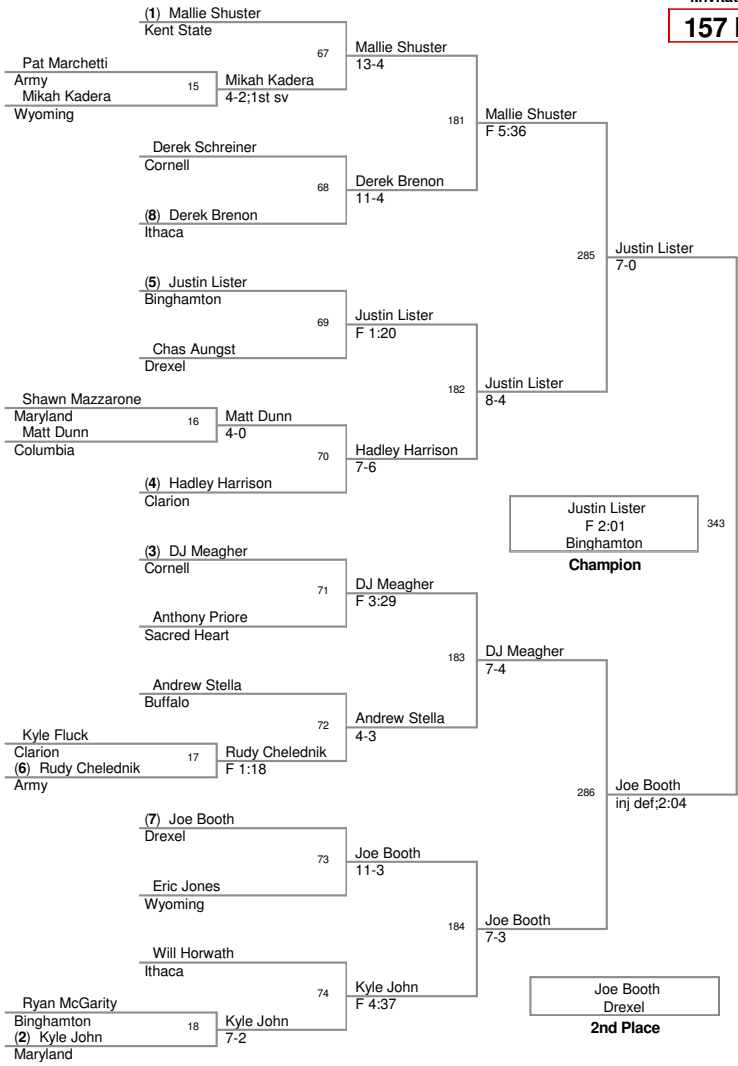 157
(1) Mallie Shuster
Kent State
67
Mallie Shuster
13-4
Pat Marchetti
Army
15
Mikah Kadera
Wyoming
Mikah Kadera
4-2;1st sv
181
Mallie Shuster
F 5:36
Derek Schreiner
Cornell
68
Derek Brenon
11-4
(8) Derek Brenon
Ithaca
285
Justin Lister
7-0
(5) Justin Lister
Binghamton
69
Justin Lister
F 1:20
Chas Aungst
Drexel
182
Justin Lister
8-4
Shawn Mazzarone
Maryland
16
Matt Dunn
Columbia
Matt Dunn
4-0
70
Hadley Harrison
7-6
(4) Hadley Harrison
Clarion
Justin Lister
F 2:01
Binghamton
343
Champion
(3) DJ Meagher
Cornell
71
DJ Meagher
F 3:29
Anthony Priore
Sacred Heart
183
DJ Meagher
7-4
Andrew Stella
Buffalo
72
Andrew Stella
4-3
Kyle Fluck
Clarion
17
(6) Rudy Chelednik
Army
Rudy Chelednik
F 1:18
286
Joe Booth
inj def;2:04
(7) Joe Booth
Drexel
73
Joe Booth
11-3
Eric Jones
Wyoming
184
Joe Booth
7-3
Will Horwath
Ithaca
74
Kyle John
F 4:37
Ryan McGarity
Binghamton
18
(2) Kyle John
Maryland
Kyle John
7-2
Joe Booth
Drexel
2nd Place